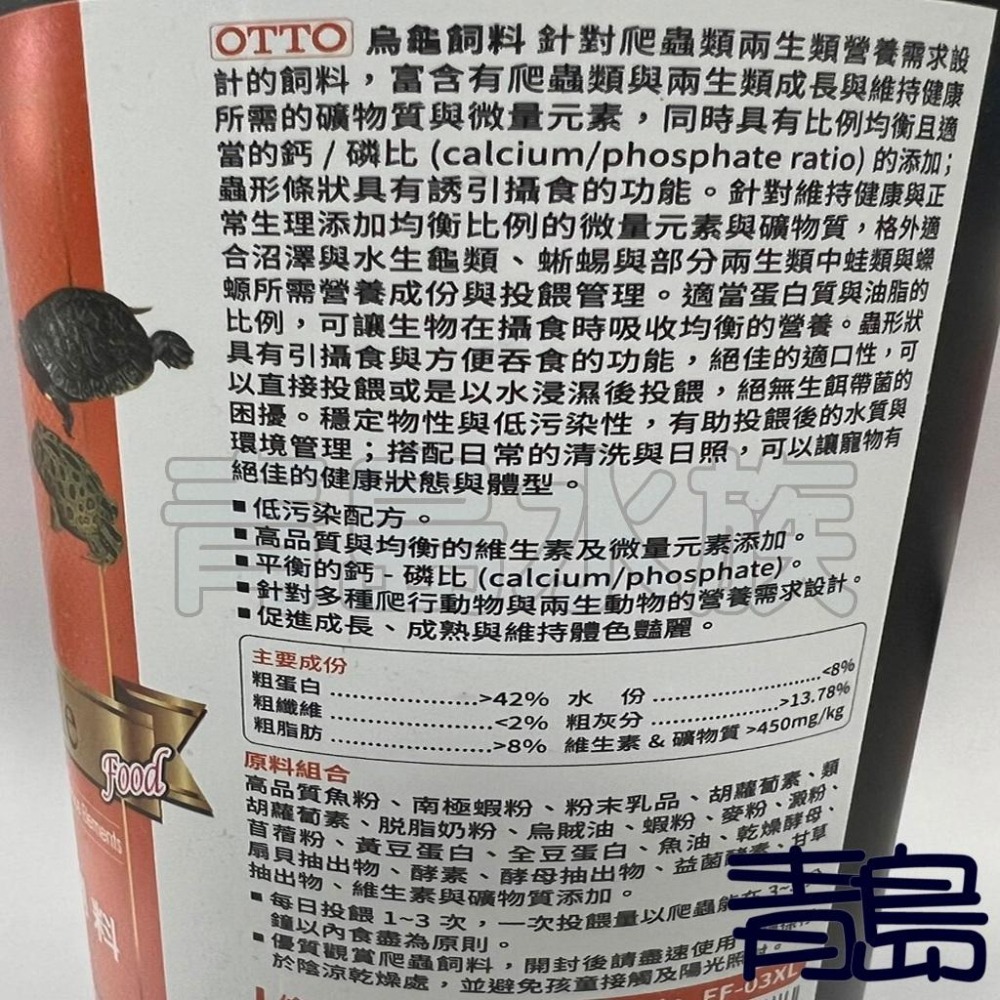 OTTO 烏龜飼料 針對爬蟲類兩生類營養需求設
計的飼料，富含有爬蟲類與兩生類成長與維持健康
所需的礦物質與微量元素，同時具有比例均衡且適
當的鈣 / 磷比 (calcium/phosphate ratio) 的添加；
蟲形條狀具有誘引攝食的功能。針對維持健康與正
常生理添加均衡比例的微量元素與礦物質，格外適
合沼澤與水生龜類、蜥蜴與部分兩生類中蛙類與蠑
螈所需營養成份與投餵管理。適當蛋白質與油脂的
比例，可讓生物在攝食時吸收均衡的營養。蟲形狀
具有引攝食與方便吞食的功能，絕佳的適口性，可
以直接投餵或是以水浸濕後投餵，絕無生餌帶菌的
困擾。穩定物性與低污染性，有助投餵後的水質與
環境管理；搭配日常的清洗與日照，可以讓寵物有
絕佳的健康狀態與體型。
青島水族
▪低污染配方。
▪高品質與均衡的維生素及微量元素添加。
▪平衡的鈣 - 磷比 (calcium/phosphate)。
▪針對多種爬行動物與兩生動物的營養需求設計。
▪促進成長、成熟與維持體色豔麗。
主要成份
粗蛋白 ..................>42% 水 份 ......................<8%
粗纖維 ..................<2% 粗灰分 ..................>13.78%
粗脂肪 ..................>8% 維生素 & 礦物質 >450mg/kg
Food
原料組合
高品質魚粉、南極蝦粉、粉末乳品、胡蘿蔔素、類
胡蘿蔔素、脫脂奶粉、烏賊油、蝦粉、麥粉、澱粉、
苜蓿粉、黃豆蛋白、全豆蛋白、魚油、乾燥酵母、
扇貝抽出物、酵素、酵母抽出物、益菌酵素、甘草
抽出物、維生素與礦物質添加。
▪每日投餵 1~3 次，一次投餵量以爬蟲能在 3-
鐘以內食盡為原則。
▪優質觀賞爬蟲飼料，開封後請盡速使用
於陰涼乾燥處，並避免孩童接觸及陽光照射。
料
FF-03XL
青島